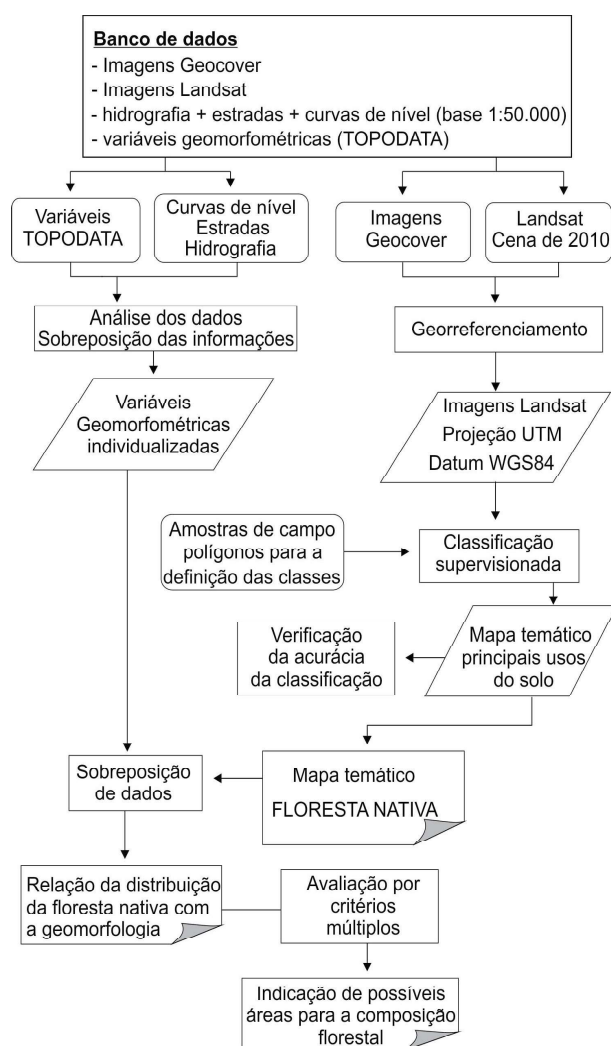 Banco de dados
- Imagens Geocover
- Imagens Landsat
- hidrografia + estradas + curvas de nível (base 1:50.000)
- variáveis geomorfométricas (TOPODATA)
Variáveis
TOPODATA
Curvas de nível
Estradas
Hidrografia
Imagens
Geocover
Landsat
Cena de 2010
Análise dos dados
Sobreposição das informações
Georreferenciamento
Variáveis
Geomorfométricas
individualizadas
Imagens Landsat
Projeção UTM
Datum WGS84
Amostras de campo
polígonos para a
definição das classes
Classificação
supervisionada
Verificação
da acurácia
da classificação
Mapa temático
principais usos
do solo
Sobreposição
de dados
Mapa temático
FLORESTA NATIVA
Relação da distribuição
da floresta nativa com
a geomorfologia
Avaliação por
critérios
múltiplos
Indicação de possíveis
áreas para a composição
florestal